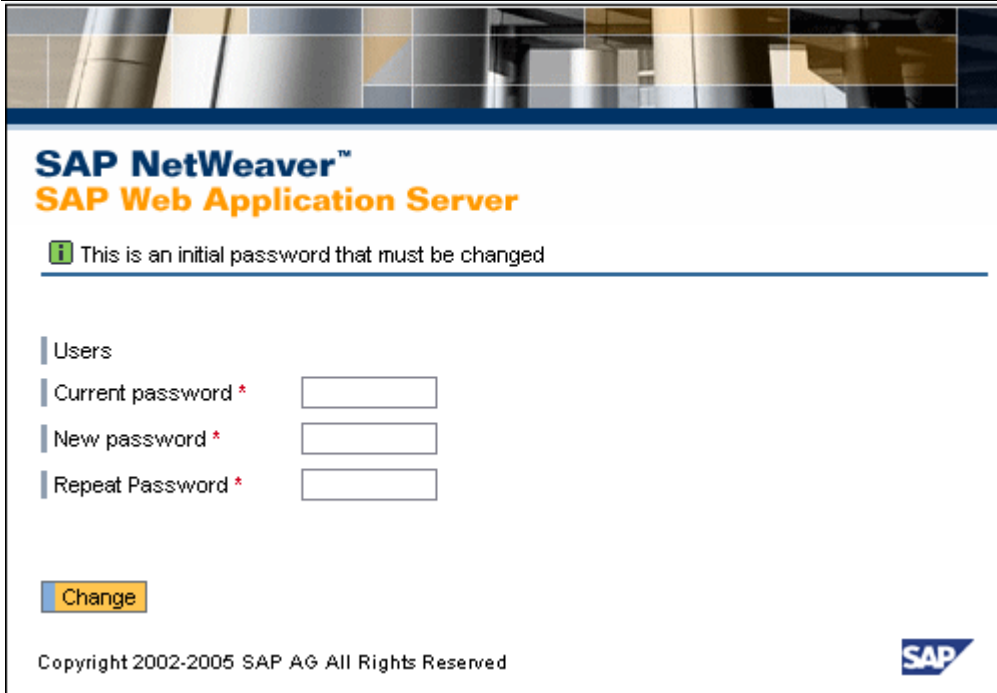 SAP NetWeaver™
SAP Web Application Server
i This is an initial password that must be changed
Users
Current password *
New password *
Repeat Password *
Change
Copyright 2002-2005 SAP AG All Rights Reserved
SAP